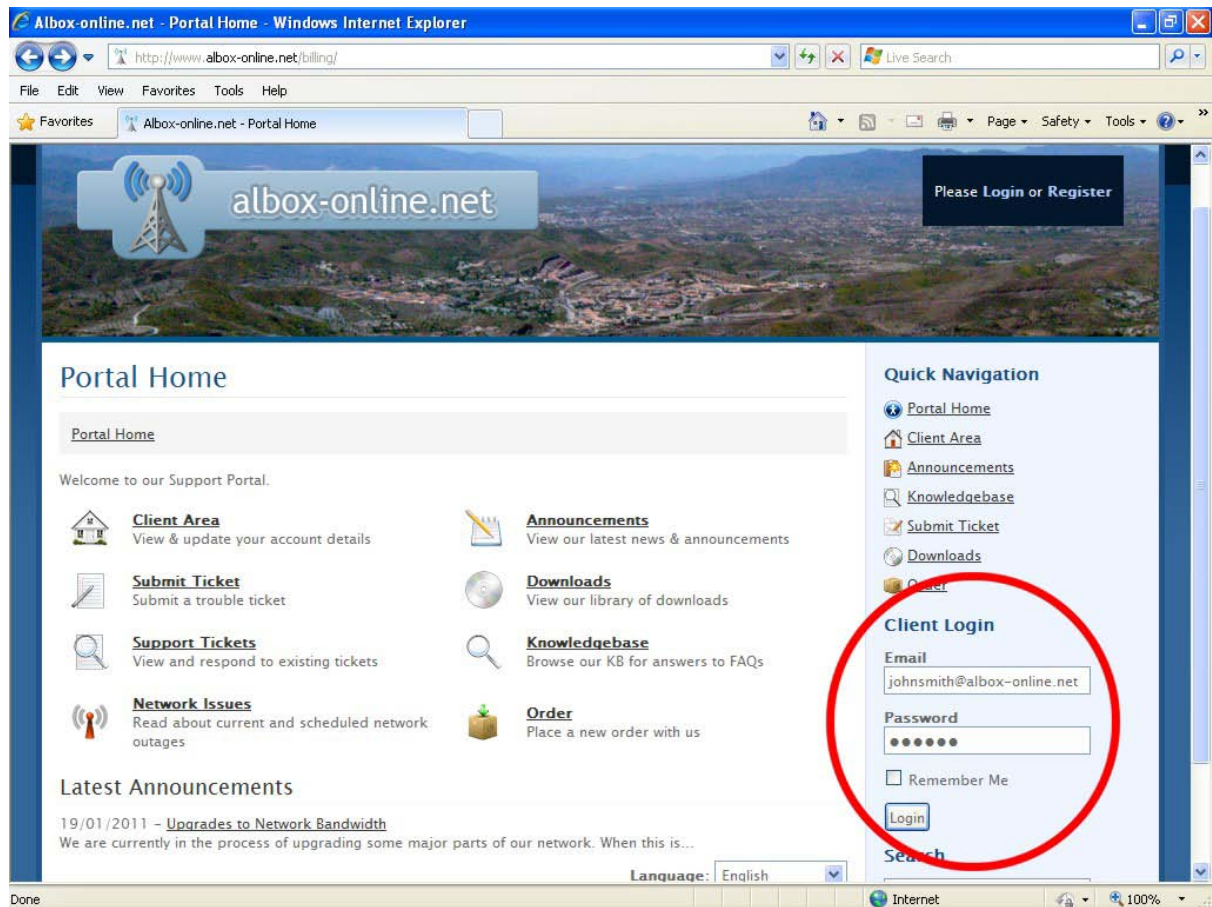 Albox-online.net - Portal Home - Windows Internet Explorer
http://www.albox-online.net/billing/
Live Search
File Edit View Favorites Tools Help
Favorites
Albox-online.net - Portal Home
Page Safety Tools
albox-online.net
Please Login or Register
Portal Home
Portal Home
Welcome to our Support Portal.
Client Area
View & update your account details
Announcements
View our latest news & announcements
Submit Ticket
Submit a trouble ticket
Downloads
View our library of downloads
Support Tickets
View and respond to existing tickets
Knowledgebase
Browse our KB for answers to FAQs
Network Issues
Read about current and scheduled network
outages
Order
Place a new order with us
Latest Announcements
19/01/2011 – Upgrades to Network Bandwidth
We are currently in the process of upgrading some major parts of our network. When this is...
Language: English
Quick Navigation
Portal Home
Client Area
Announcements
Knowledgebase
Submit Ticket
Downloads
Order
Client Login
Email
johnsmith@albox-online.net
Password
●●●●●●
Remember Me
Login
Search
Done
Internet
100%